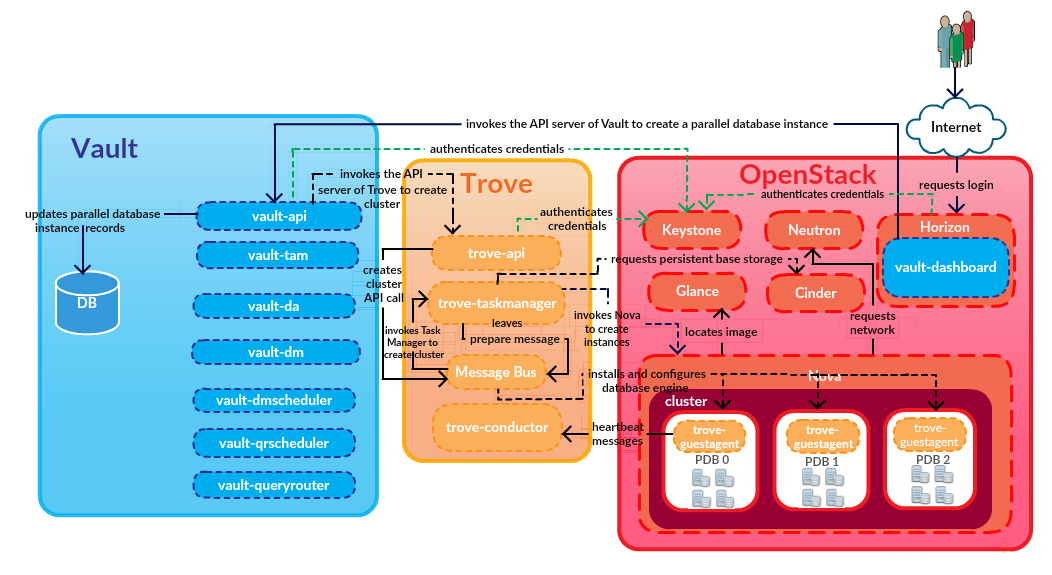 Internet
invokes the API server of Vault to create a parallel database instance
Vault
authenticates credentials
invokes the API
server of Trove to create
cluster
Trove
OpenStack
authenticates credentials
requests login
updates parallel database
instance records
vault-api
authenticates
credentials
Keystone
Neutron
Horizon
vault-tam
trove-api
requests persistent base storage
vault-dashboard
creates
cluster
API call
DB
vault-da
trove-taskmanager
Glance
Cinder
invokes Nova
to create
instances
requests
network
leaves
prepare message
invokes Task
Manager to
create cluster
locates image
vault-dm
Message Bus
installs and configures
database engine
Nova
cluster
vault-dmscheduler
trove-conductor
heartbeat
messages
trove-
guestagent
PDB 0
trove-
guestagent
PDB 1
trove-
guestagent
PDB 2
vault-qrscheduler
vault-queryrouter